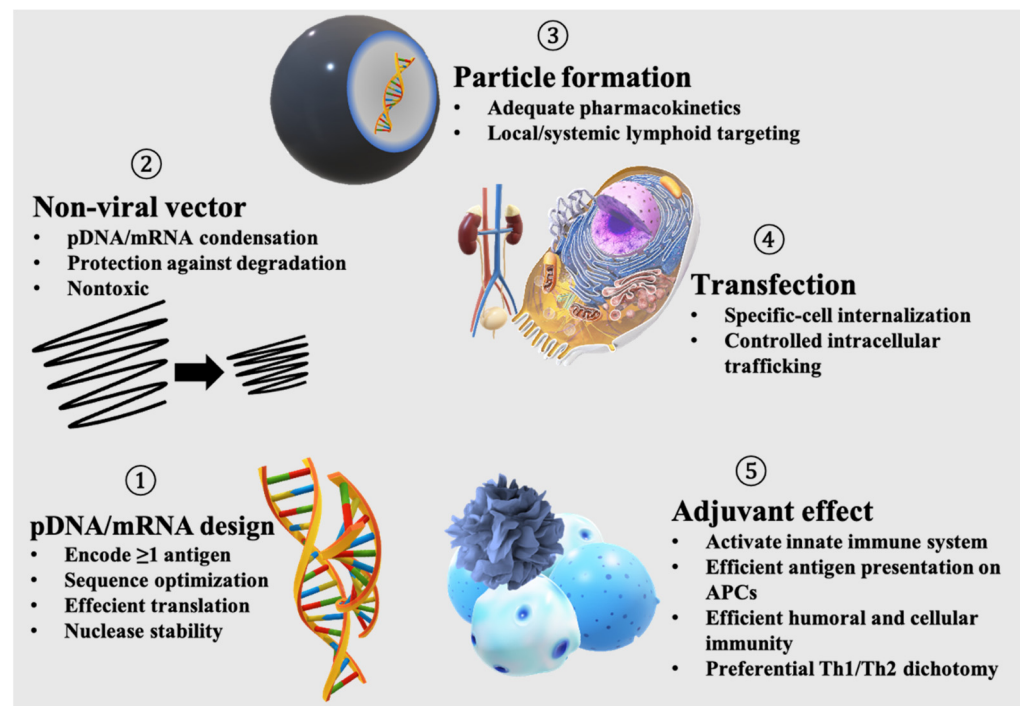 ①
pDNA/mRNA design
• Encode ≥1 antigen
• Sequence optimization
• Effecient translation
• Nuclease stability
②
Non-viral vector
• pDNA/mRNA condensation
• Protection against degradation
• Nontoxic
③
Particle formation
• Adequate pharmacokinetics
• Local/systemic lymphoid targeting
④
Transfection
• Specific-cell internalization
• Controlled intracellular
trafficking
⑤
Adjuvant effect
• Activate innate immune system
• Efficient antigen presentation on
APCs
• Efficient humoral and cellular
immunity
• Preferential Th1/Th2 dichotomy